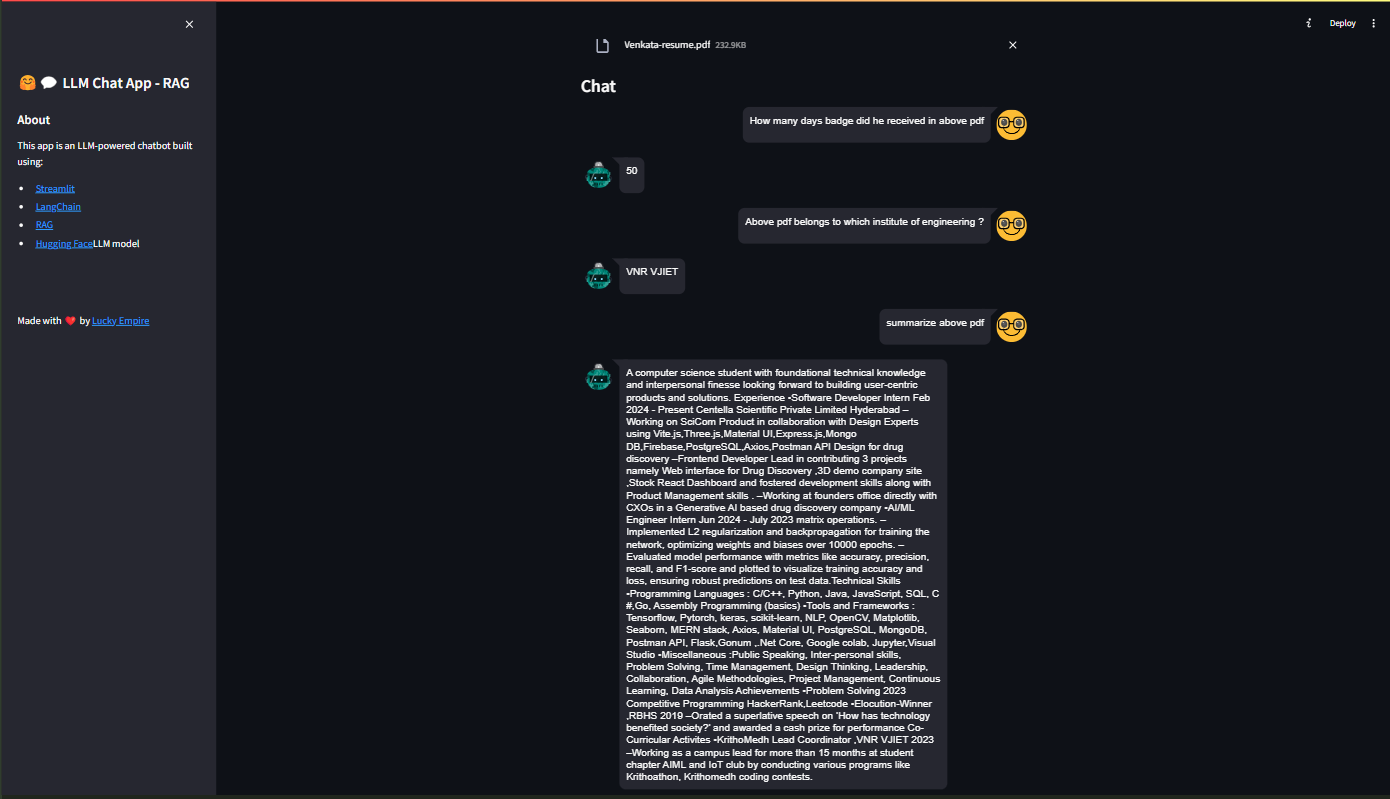 Deploy
Venkata-resume.pdf 232.9KB
LLM Chat App - RAG
About
This app is an LLM-powered chatbot built
using:
Streamlit
LangChain
RAG
Hugging FaceLLM model
Made with ❤️ by Lucky Empire
Chat
How many days badge did he received in above pdf
50
Above pdf belongs to which institute of engineering ?
VNR VJIET
summarize above pdf
A computer science student with foundational technical knowledge
and interpersonal finesse looking forward to building user-centric
products and solutions. Experience •Software Developer Intern Feb
2024 - Present Centella Scientific Private Limited Hyderabad –
Working on SciCom Product in collaboration with Design Experts
using Vite.js,Three.js,Material UI,Express.js,Mongo
DB,Firebase,PostgreSQL,Axios,Postman API Design for drug
discovery –Frontend Developer Lead in contributing 3 projects
namely Web interface for Drug Discovery ,3D demo company site
,Stock React Dashboard and fostered development skills along with
Product Management skills . –Working at founders office directly with
CXOs in a Generative AI based drug discovery company •AI/ML
Engineer Intern Jun 2024 - July 2023 matrix operations. –
Implemented L2 regularization and backpropagation for training the
network, optimizing weights and biases over 10000 epochs. –
Evaluated model performance with metrics like accuracy, precision,
recall, and F1-score and plotted to visualize training accuracy and
loss, ensuring robust predictions on test data.Technical Skills
•Programming Languages : C/C++, Python, Java, JavaScript, SQL, C
#,Go, Assembly Programming (basics) •Tools and Frameworks :
Tensorflow, Pytorch, keras, scikit-learn, NLP, OpenCV, Matplotlib,
Seaborn, MERN stack, Axios, Material UI, PostgreSQL, MongoDB,
Postman API, Flask,Gonum ,.Net Core, Google colab, Jupyter,Visual
Studio •Miscellaneous :Public Speaking, Inter-personal skills,
Problem Solving, Time Management, Design Thinking, Leadership,
Collaboration, Agile Methodologies, Project Management, Continuous
Learning, Data Analysis Achievements •Problem Solving 2023
Competitive Programming HackerRank,Leetcode •Elocution-Winner
,RBHS 2019 –Orated a superlative speech on 'How has technology
benefited society?' and awarded a cash prize for performance Co-
Curricular Activites •KrithoMedh Lead Coordinator ,VNR VJIET 2023
–Working as a campus lead for more than 15 months at student
chapter AIML and IoT club by conducting various programs like
Krithoathon, Krithomedh coding contests.